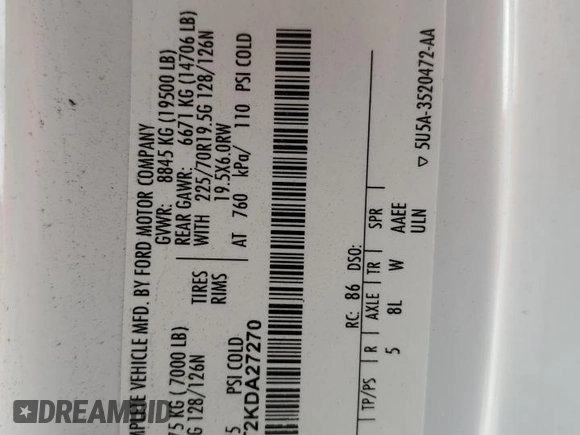 MPLETE VEHICLE MFD. BY FORD MOTOR COMPANY
GVWR: 8845 KG (19500 LB)
75 KG ( 7000 LB) REAR GAWR: 6671 KG (14706 LB)
G 128/126N TIRES WITH 225/70R19.5G 128/126N
RIMS 19.5X6.0RW
5 PSI COLD AT 760 kPa/ 110 PSI COLD
2KDA27270
RC: 86 DSO:
TP/PS R AXLE TR SPR
5 8L W AAEE
ULN
▽ 5U5A-3520472-AA
DIDIKORO CARS